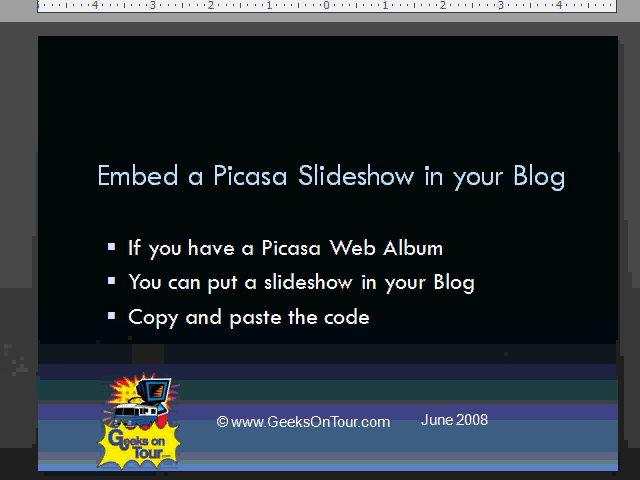 4 3 2 1 0 1 2 3 4
Embed a Picasa Slideshow in your Blog
▪ If you have a Picasa Web Album
▪ You can put a slideshow in your Blog
▪ Copy and paste the code
Geeks on
Tour.com
© www.GeeksOnTour.com
June 2008